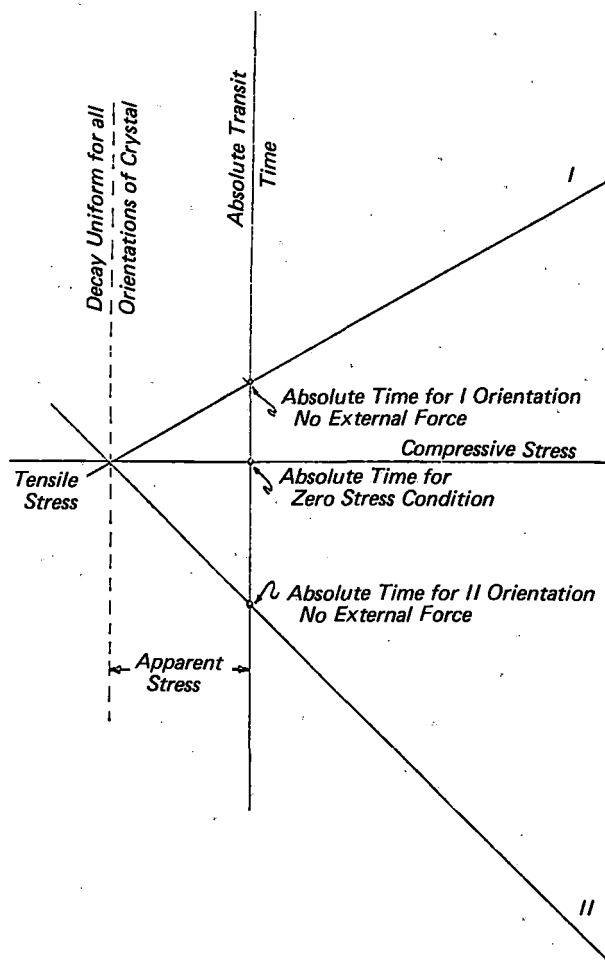 Decay Uniform for all
Orientations of Crystal
Absolute Transit
Time
I
Absolute Time for I Orientation
No External Force
Compressive Stress
Tensile
Stress
Absolute Time for
Zero Stress Condition
Absolute Time for II Orientation
No External Force
Apparent
Stress
II